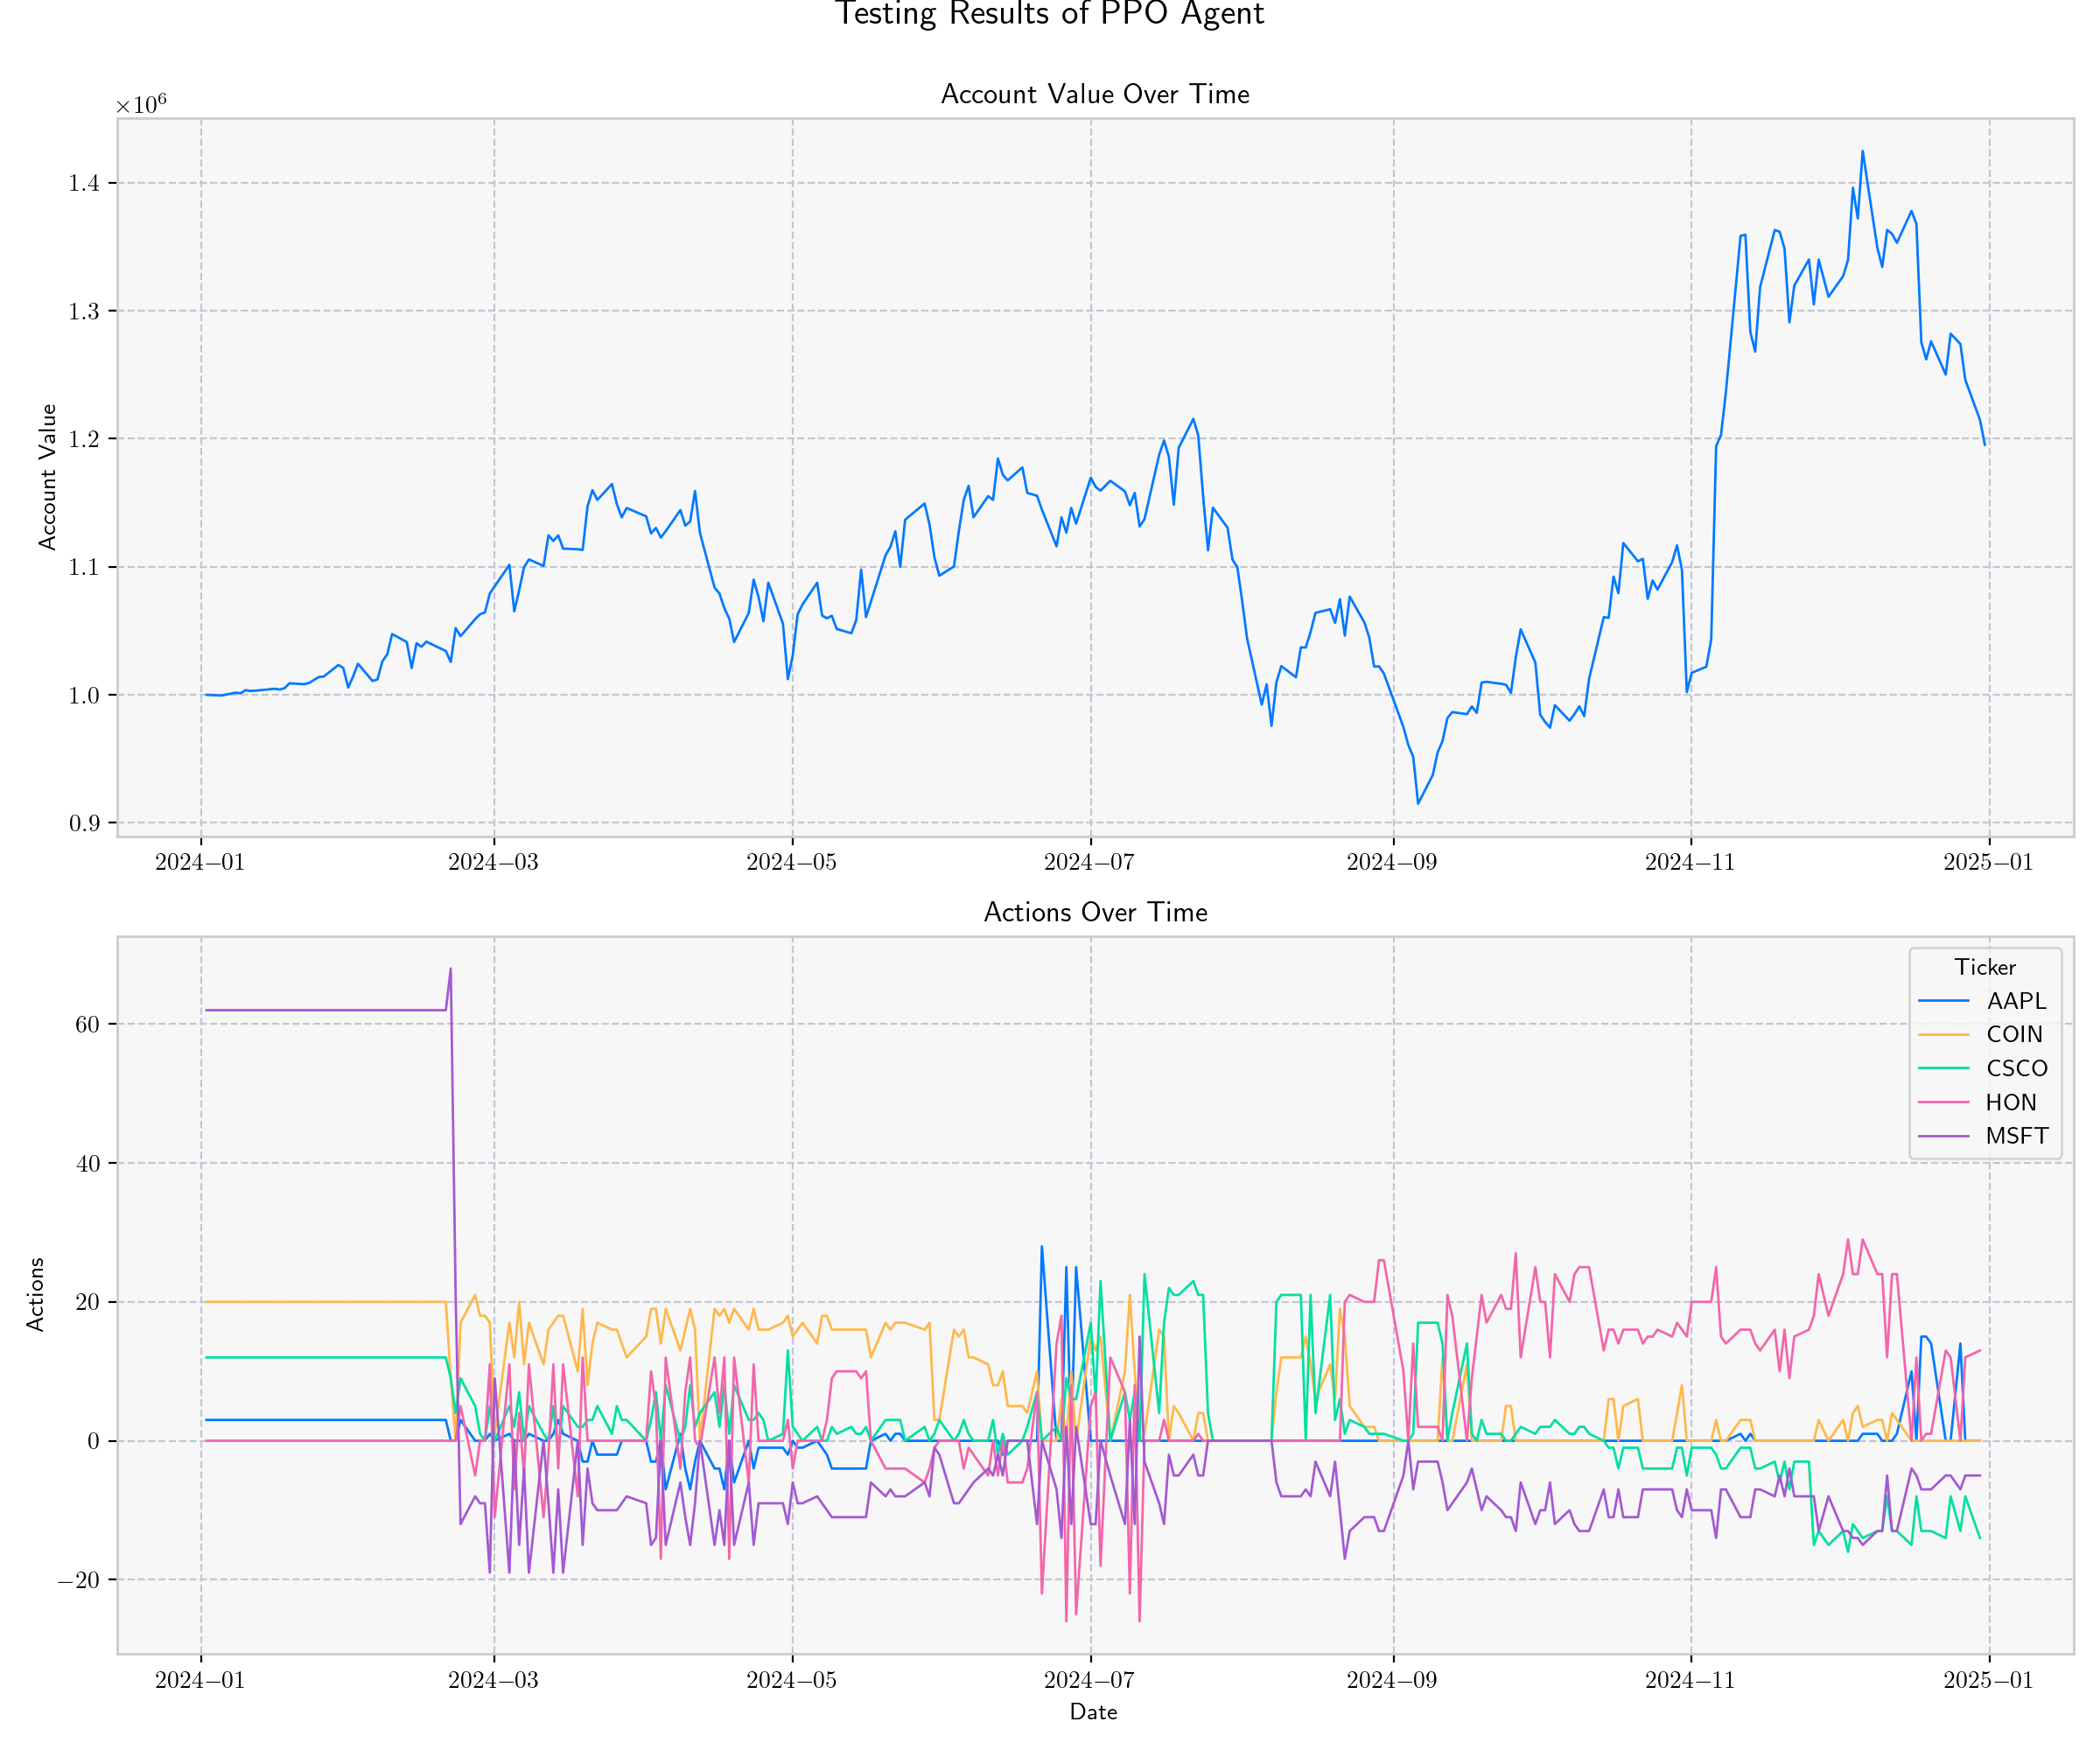 Testing Results of PPO Agent
Account Value Over Time
×10⁶
1.4
1.3
1.2
1.1
1.0
0.9
Account Value
2024−01 2024−03 2024−05 2024−07 2024−09 2024−11 2025−01
Actions Over Time
60
40
20
0
−20
Actions
Ticker
AAPL
COIN
CSCO
HON
MSFT
2024−01 2024−03 2024−05 2024−07 2024−09 2024−11 2025−01
Date